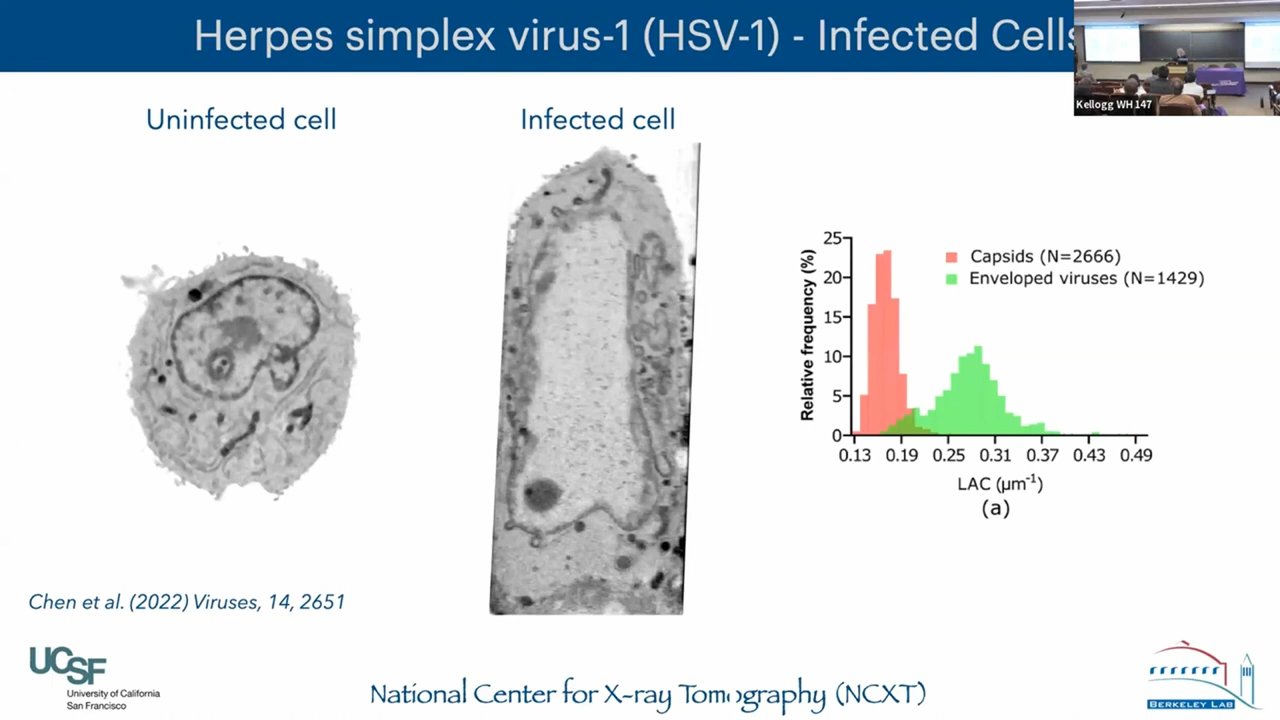 Herpes simplex virus-1 (HSV-1) - Infected Cells
Kellogg WH 147
Uninfected cell
Infected cell
Relative frequency (%)
25
20
15
10
5
0
Capsids (N=2666)
Enveloped viruses (N=1429)
0.13 0.19 0.25 0.31 0.37 0.43 0.49
LAC (µm⁻¹)
(a)
Chen et al. (2022) Viruses, 14, 2651
UCSF
University of California
San Francisco
National Center for X-ray Tomography (NCXT)
BERKELEY LAB